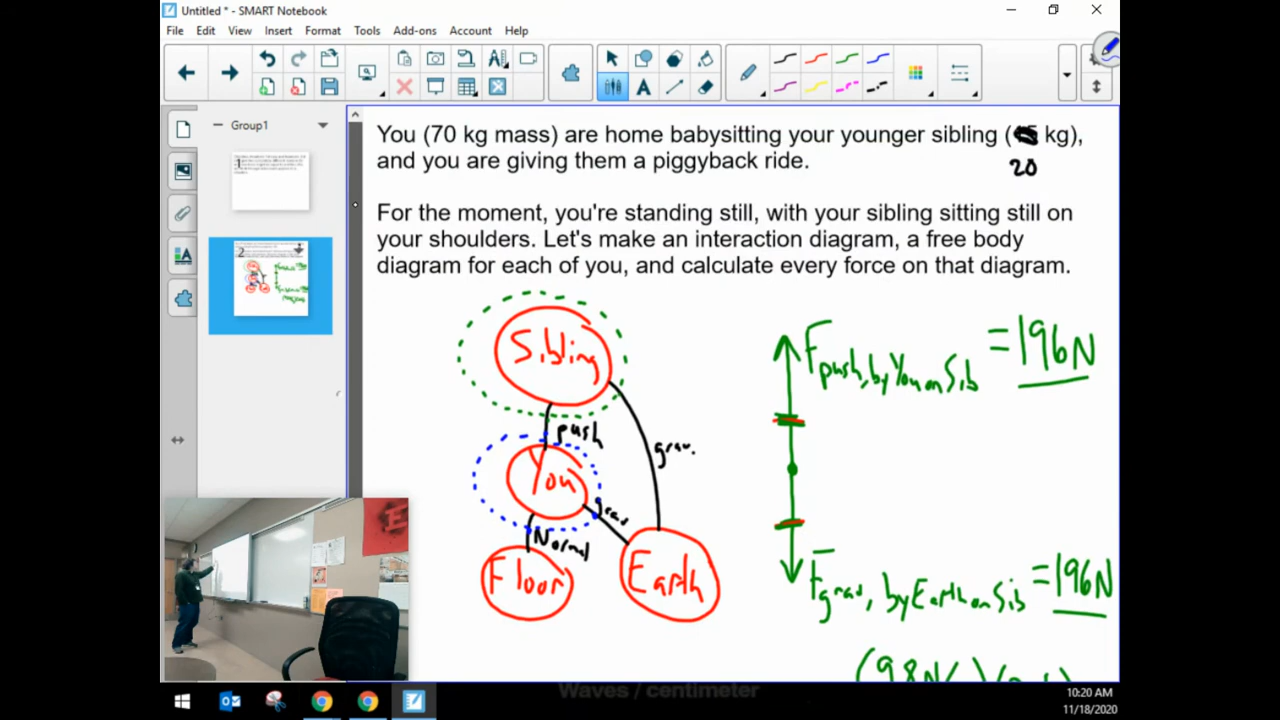 Untitled * - SMART Notebook
File Edit View Insert Format Tools Add-ons Account Help
Group1
You (70 kg mass) are home babysitting your younger sibling ( kg),
20
and you are giving them a piggyback ride.
For the moment, you're standing still, with your sibling sitting still on
your shoulders. Let's make an interaction diagram, a free body
diagram for each of you, and calculate every force on that diagram.
Sibling
push
grav.
You
grav
Normal
Floor
Earth
F push, by You on Sib = 196N
F grav, by Earth on Sib = 196N
Waves / centimeter
10:20 AM
11/18/2020